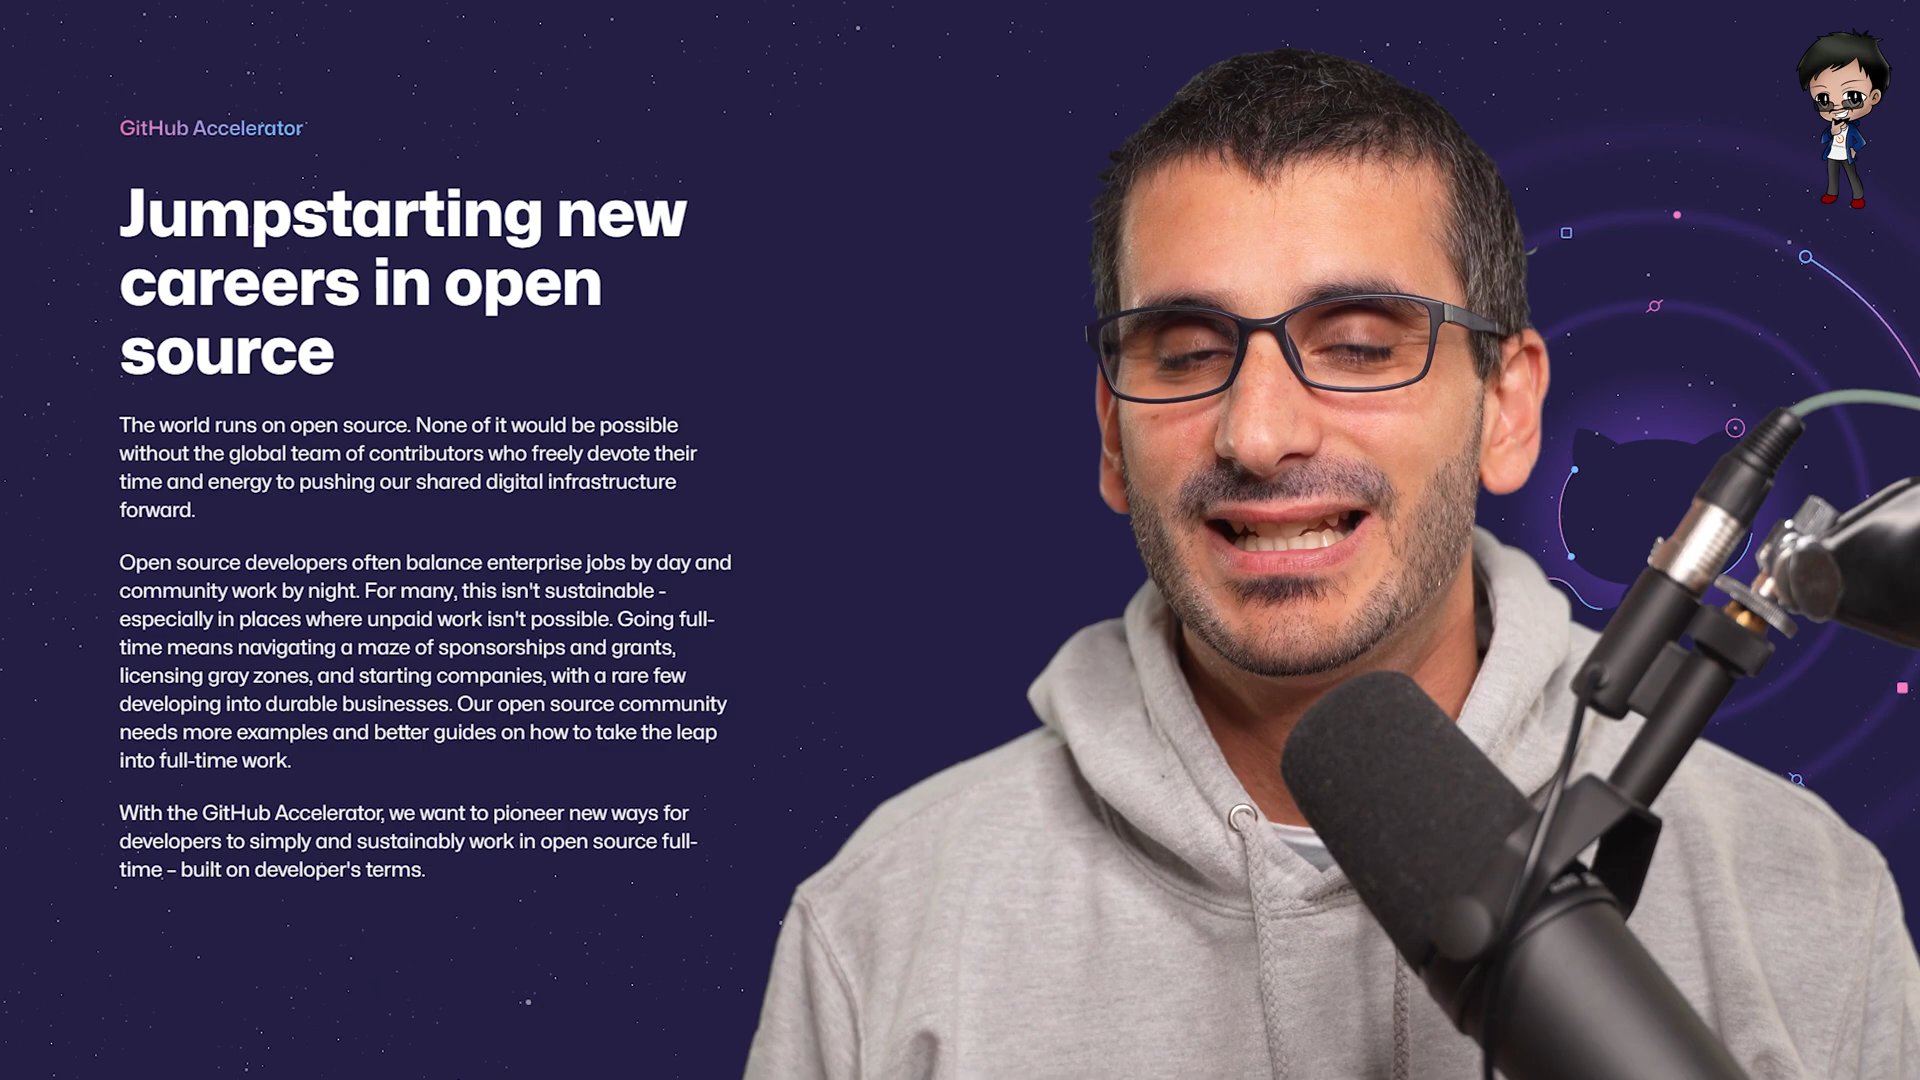 GitHub Accelerator
Jumpstarting new
careers in open
source
The world runs on open source. None of it would be possible
without the global team of contributors who freely devote their
time and energy to pushing our shared digital infrastructure
forward.
Open source developers often balance enterprise jobs by day and
community work by night. For many, this isn't sustainable -
especially in places where unpaid work isn't possible. Going full-
time means navigating a maze of sponsorships and grants,
licensing gray zones, and starting companies, with a rare few
developing into durable businesses. Our open source community
needs more examples and better guides on how to take the leap
into full-time work.
With the GitHub Accelerator, we want to pioneer new ways for
developers to simply and sustainably work in open source full-
time – built on developer's terms.